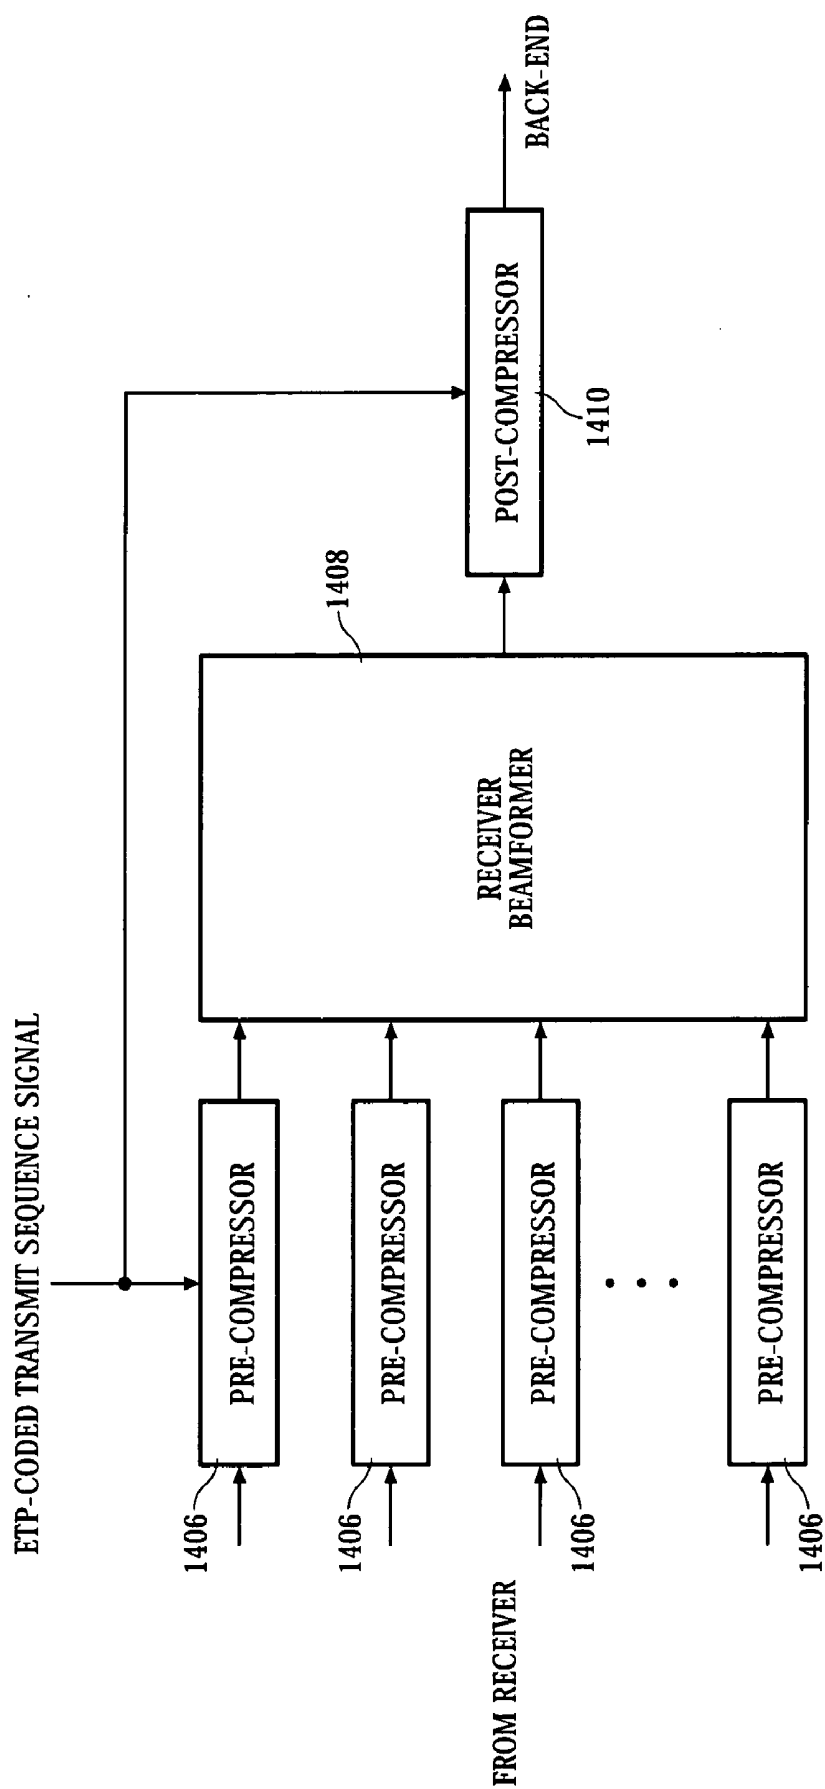 ETP-CODED TRANSMIT SEQUENCE SIGNAL
FROM RECEIVER
1406
PRE-COMPRESSOR
1406
PRE-COMPRESSOR
1406
PRE-COMPRESSOR
1406
PRE-COMPRESSOR
1408
RECEIVER
BEAMFORMER
POST-COMPRESSOR
1410
BACK-END